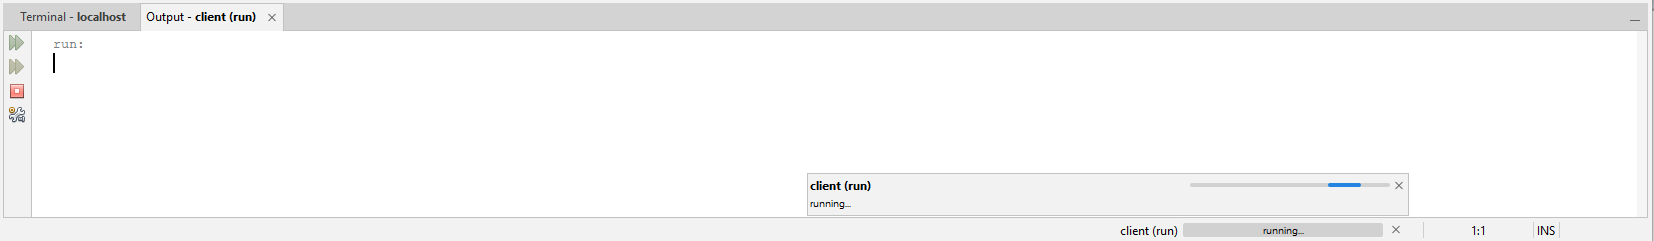 Terminal - localhost
Output - client (run)
run:
client (run)
running...
client (run)
running...
1:1
INS